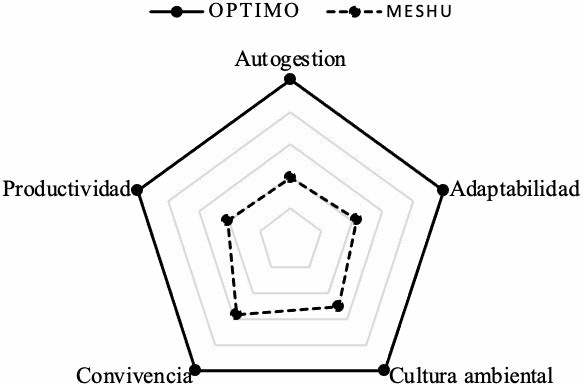 OPTIMO MESHU
Autogestion
Productividad Adaptabilidad
Convivencia Cultura ambiental